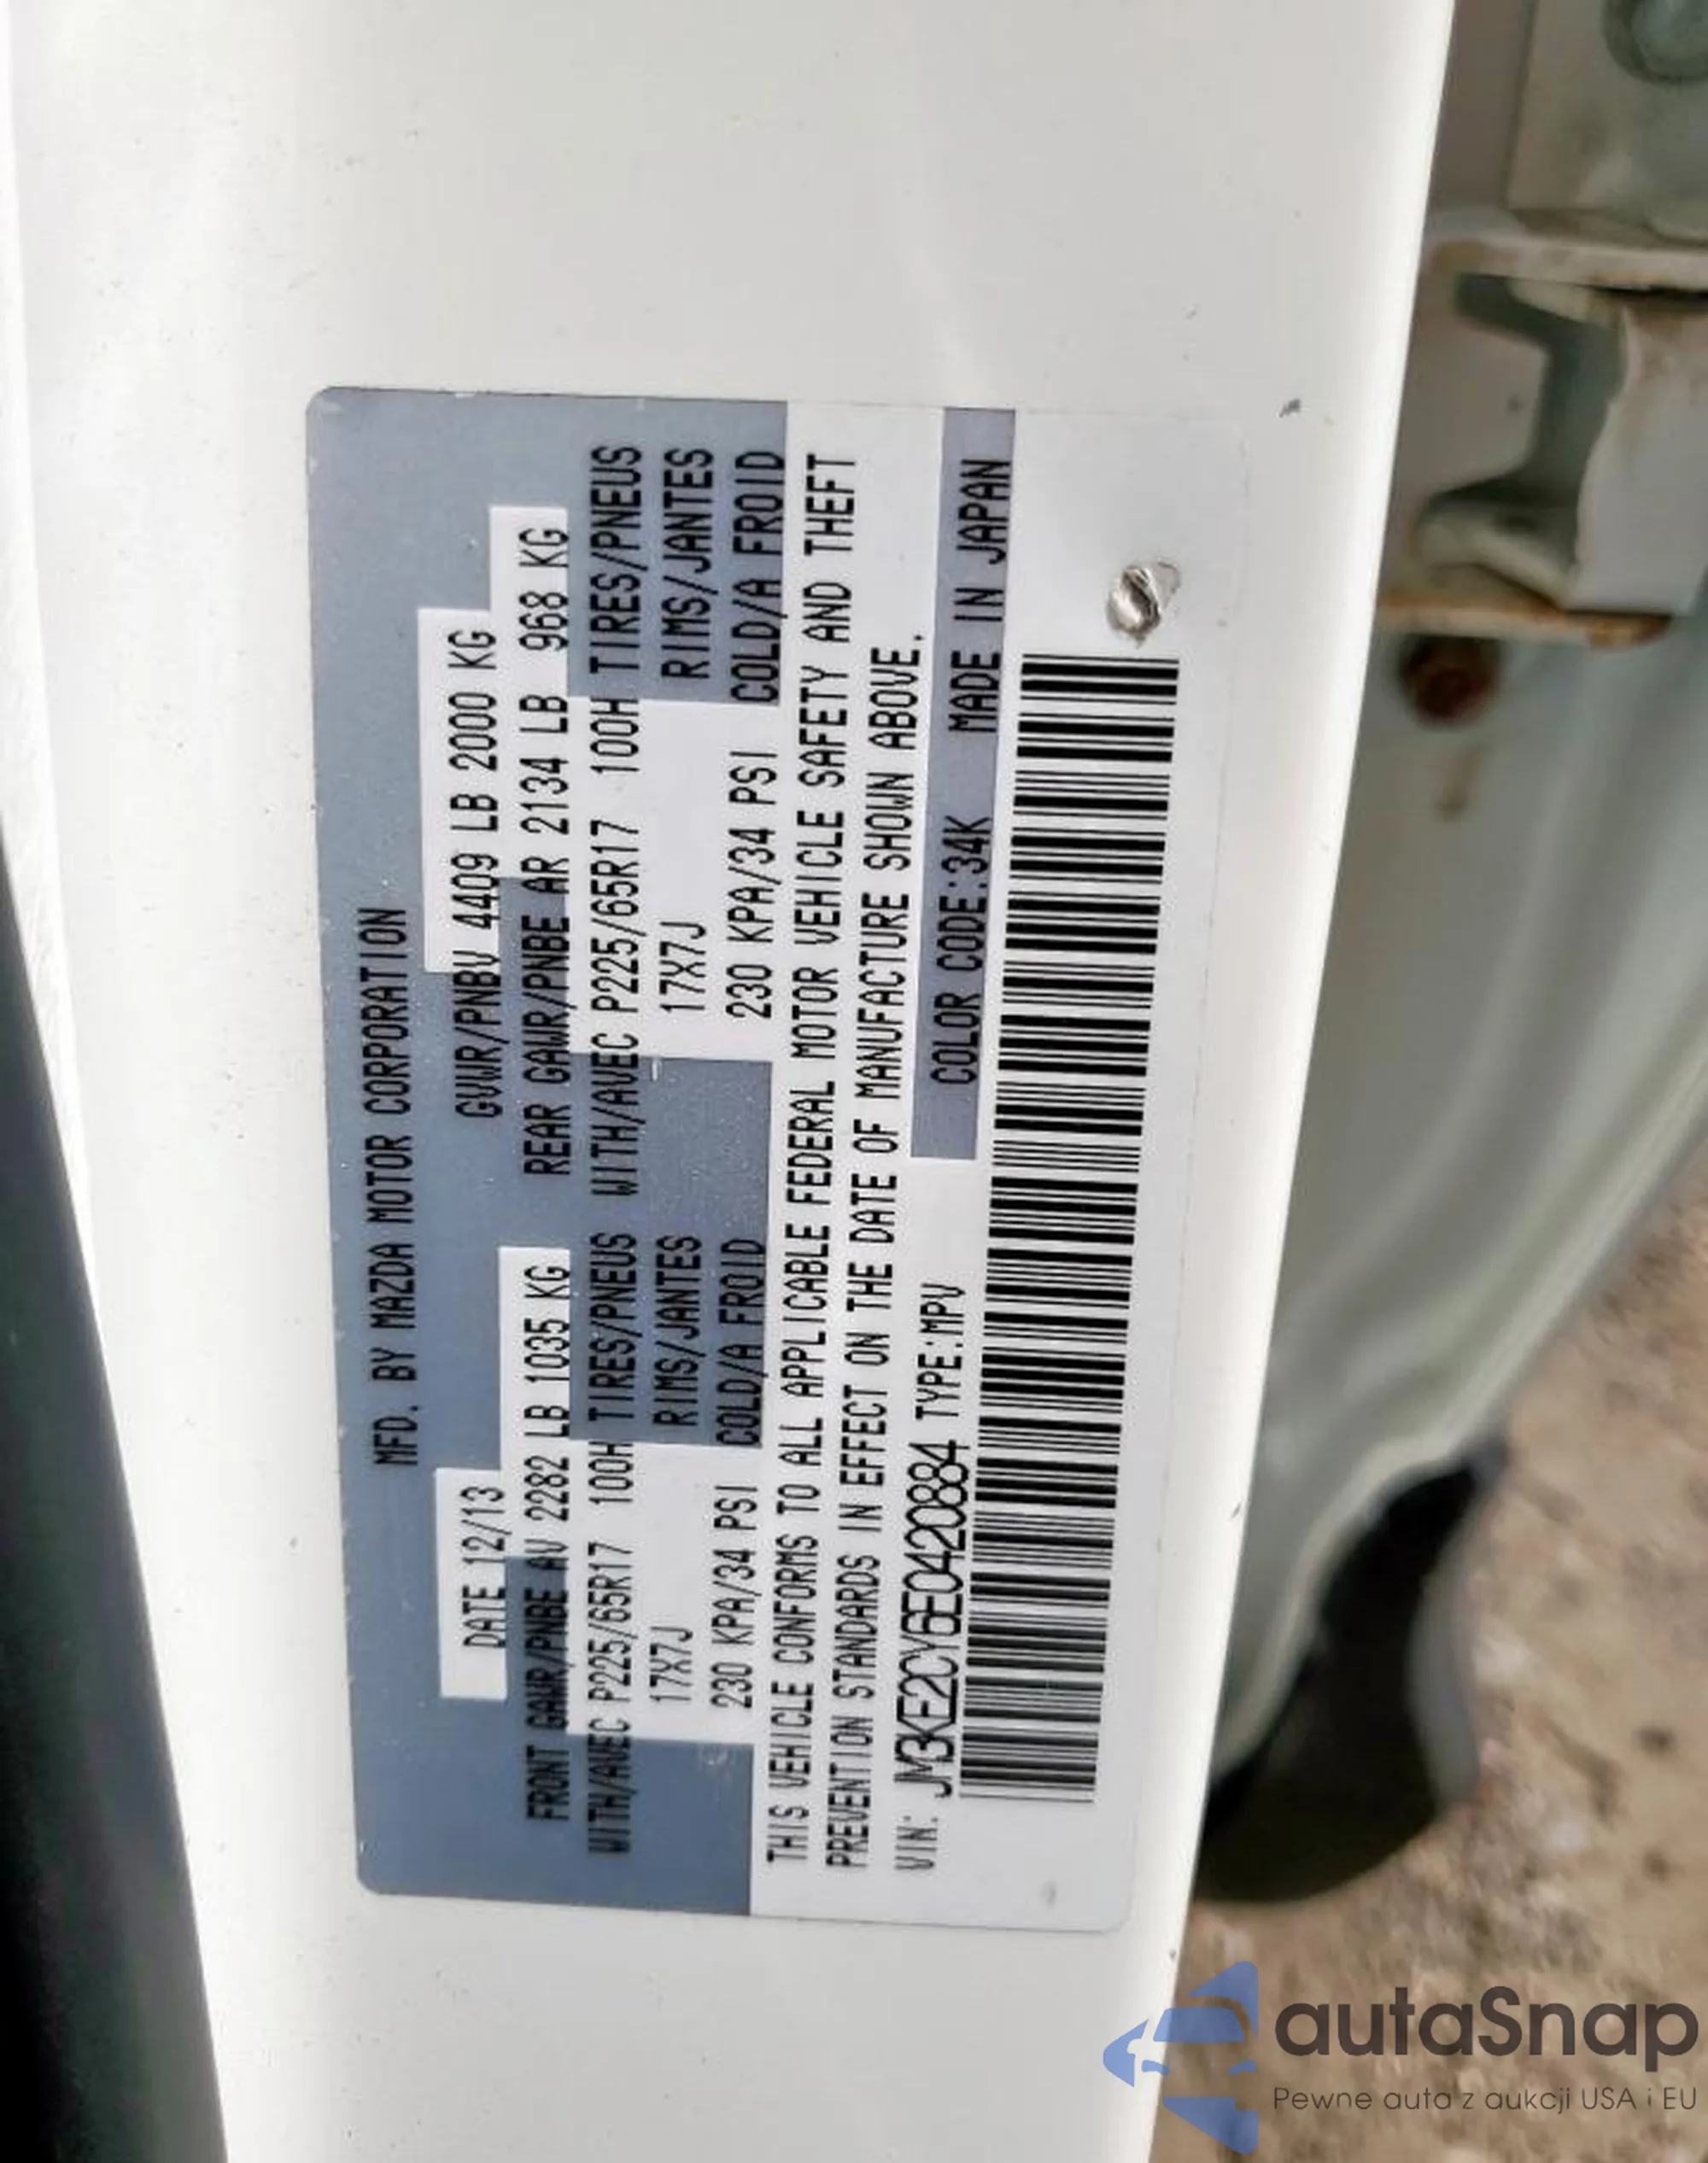 MFD. BY MAZDA MOTOR CORPORATION
DATE 12/13 GVWR/PNBV 4409 LB 2000 KG
FRONT GAWR/PNBE AV 2282 LB 1035 KG REAR GAWR/PNBE AR 2134 LB 968 KG
WITH/AVEC P225/65R17 100H TIRES/PNEUS WITH/AVEC P225/65R17 100H TIRES/PNEUS
17X7J RIMS/JANTES 17X7J RIMS/JANTES
230 KPA/34 PSI COLD/A FROID 230 KPA/34 PSI COLD/A FROID
THIS VEHICLE CONFORMS TO ALL APPLICABLE FEDERAL MOTOR VEHICLE SAFETY AND THEFT
PREVENTION STANDARDS IN EFFECT ON THE DATE OF MANUFACTURE SHOWN ABOVE.
VIN: JM3KE2CY6E0420884 TYPE:MPV COLOR CODE:34K MADE IN JAPAN
autaSnap
Pewne auta z aukcji USA i EU